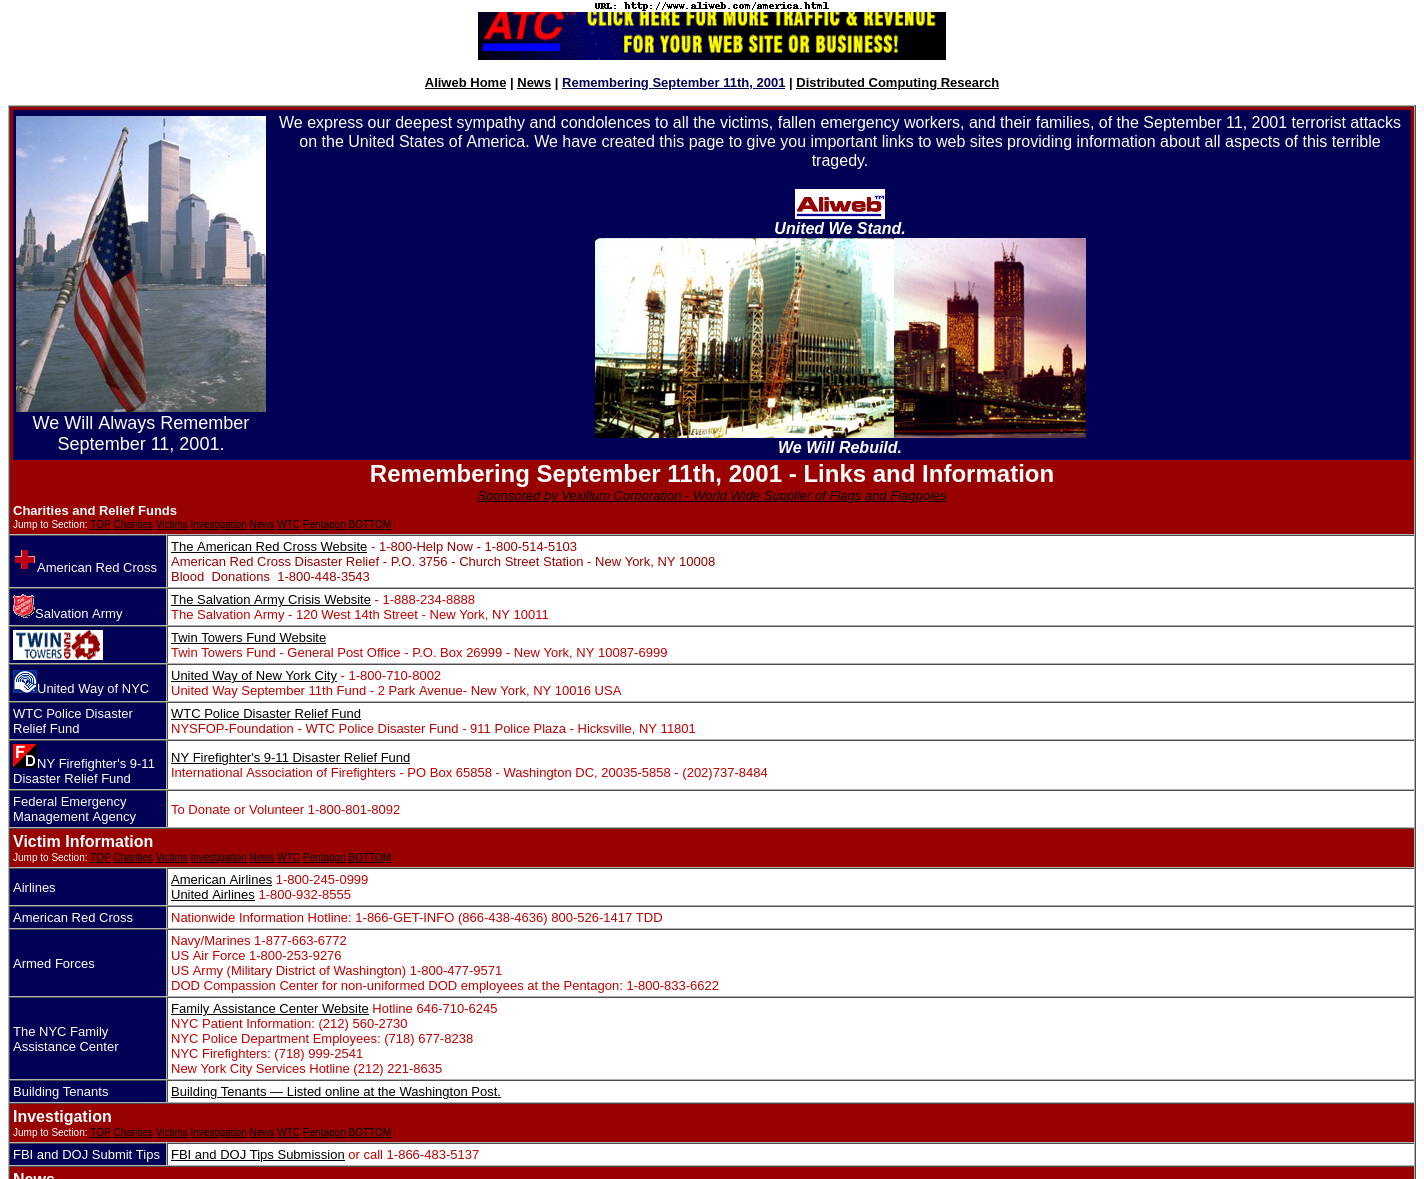 URL: http://www.aliweb.com/america.html
ATC CLICK HERE FOR MORE TRAFFIC & REVENUE
FOR YOUR WEB SITE OR BUSINESS!
Aliweb Home | News | Remembering September 11th, 2001 | Distributed Computing Research
We express our deepest sympathy and condolences to all the victims, fallen emergency workers, and their families, of the September 11, 2001 terrorist attacks
on the United States of America. We have created this page to give you important links to web sites providing information about all aspects of this terrible
tragedy.
Aliweb™
United We Stand.
We Will Rebuild.
We Will Always Remember
September 11, 2001.
Remembering September 11th, 2001 - Links and Information
Sponsored by Vexillum Corporation - World Wide Supplier of Flags and Flagpoles
Charities and Relief Funds
Jump to Section: TOP Charities Victims Investigation News WTC Pentagon BOTTOM
American Red Cross
The American Red Cross Website - 1-800-Help Now - 1-800-514-5103
American Red Cross Disaster Relief - P.O. 3756 - Church Street Station - New York, NY 10008
Blood Donations 1-800-448-3543
Salvation Army
The Salvation Army Crisis Website - 1-888-234-8888
The Salvation Army - 120 West 14th Street - New York, NY 10011
TWIN TOWERS FUND
Twin Towers Fund Website
Twin Towers Fund - General Post Office - P.O. Box 26999 - New York, NY 10087-6999
United Way of NYC
United Way of New York City - 1-800-710-8002
United Way September 11th Fund - 2 Park Avenue- New York, NY 10016 USA
WTC Police Disaster
Relief Fund
WTC Police Disaster Relief Fund
NYSFOP-Foundation - WTC Police Disaster Fund - 911 Police Plaza - Hicksville, NY 11801
FD NY Firefighter's 9-11
Disaster Relief Fund
NY Firefighter's 9-11 Disaster Relief Fund
International Association of Firefighters - PO Box 65858 - Washington DC, 20035-5858 - (202)737-8484
Federal Emergency
Management Agency
To Donate or Volunteer 1-800-801-8092
Victim Information
Jump to Section: TOP Charities Victims Investigation News WTC Pentagon BOTTOM
Airlines
American Airlines 1-800-245-0999
United Airlines 1-800-932-8555
American Red Cross
Nationwide Information Hotline: 1-866-GET-INFO (866-438-4636) 800-526-1417 TDD
Armed Forces
Navy/Marines 1-877-663-6772
US Air Force 1-800-253-9276
US Army (Military District of Washington) 1-800-477-9571
DOD Compassion Center for non-uniformed DOD employees at the Pentagon: 1-800-833-6622
The NYC Family
Assistance Center
Family Assistance Center Website Hotline 646-710-6245
NYC Patient Information: (212) 560-2730
NYC Police Department Employees: (718) 677-8238
NYC Firefighters: (718) 999-2541
New York City Services Hotline (212) 221-8635
Building Tenants
Building Tenants — Listed online at the Washington Post.
Investigation
Jump to Section: TOP Charities Victims Investigation News WTC Pentagon BOTTOM
FBI and DOJ Submit Tips
FBI and DOJ Tips Submission or call 1-866-483-5137
News